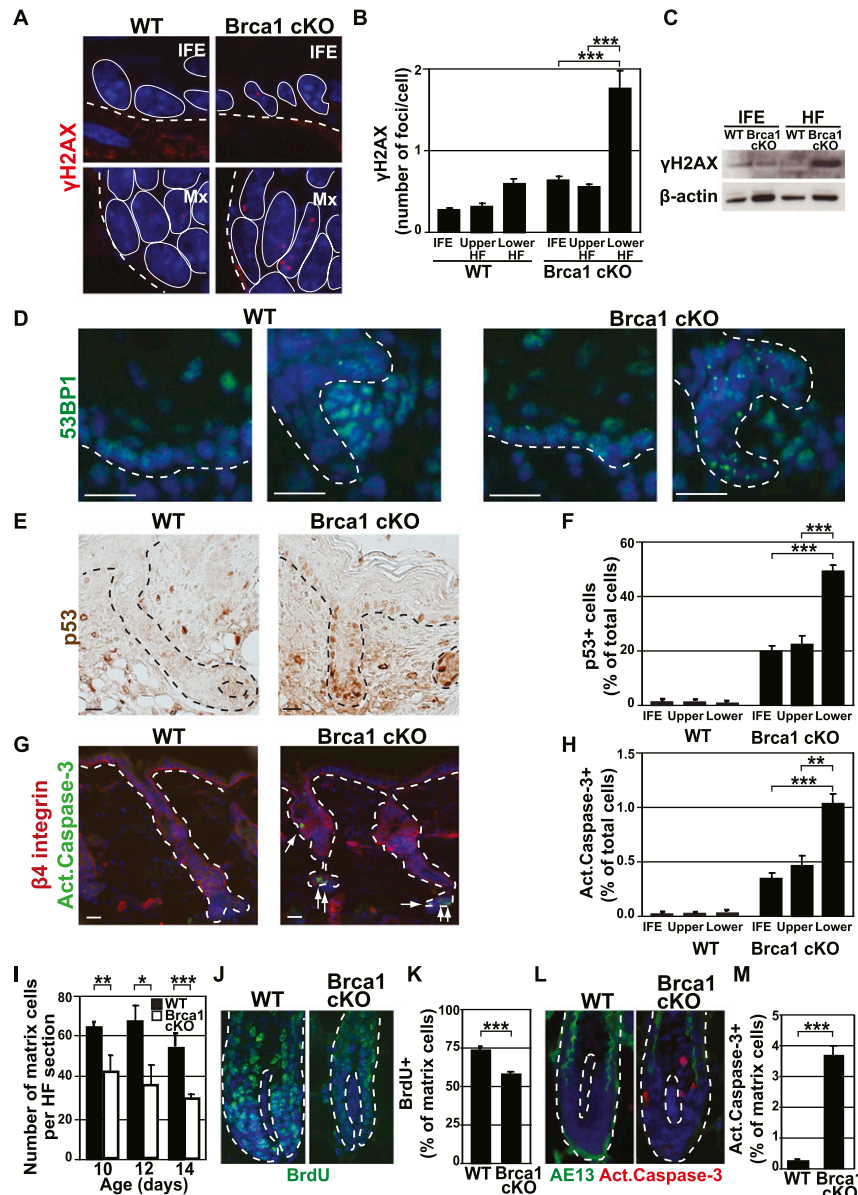 A
WT
Brca1 cKO
IFE
IFE
Mx
Mx
γH2AX
B
***
***
2
1
0
γH2AX
(number of foci/cell)
IFE
Upper
HF
Lower
HF
IFE
Upper
HF
Lower
HF
WT
Brca1 cKO
C
IFE
HF
WT
Brca1
cKO
WT
Brca1
cKO
γH2AX
β-actin
D
WT
Brca1 cKO
53BP1
E
WT
Brca1 cKO
p53
F
***
***
60
40
20
0
p53+ cells
(% of total cells)
IFE
Upper
Lower
IFE
Upper
Lower
WT
Brca1 cKO
G
WT
Brca1 cKO
β4 integrin
Act.Caspase-3
H
**
***
1.5
1.0
0.5
0.0
Act.Caspase-3+
(% of total cells)
IFE
Upper
Lower
IFE
Upper
Lower
WT
Brca1 cKO
I
**
*
***
WT
Brca1
cKO
80
60
40
20
0
Number of matrix cells
per HF section
10
12
14
Age (days)
J
WT
Brca1
cKO
BrdU
K
***
100
75
50
25
0
BrdU+
(% of matrix cells)
WT
Brca1
cKO
L
WT
Brca1
cKO
AE13 Act.Caspase-3
M
***
5
4
3
2
1
0
Act.Caspase-3+
(% of matrix cells)
WT
Brca1
cKO